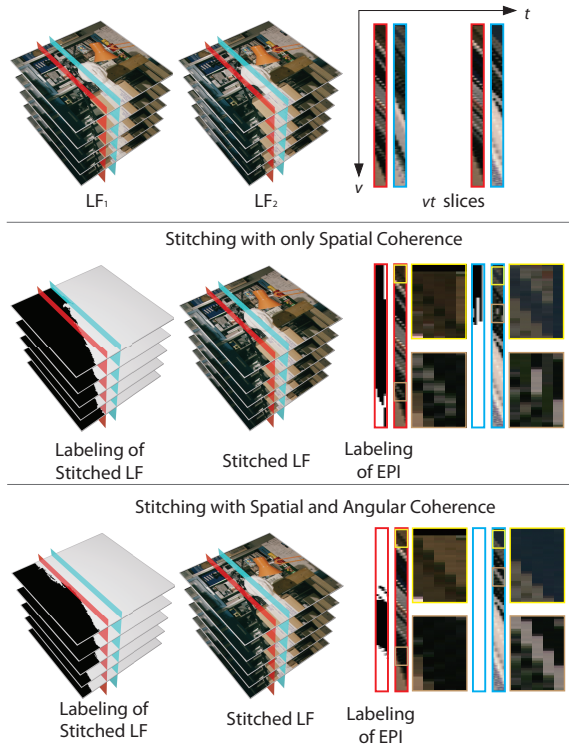 t
v
LF₁
LF₂
vt slices
Stitching with only Spatial Coherence
Labeling of
Stitched LF
Stitched LF
Labeling
of EPI
Stitching with Spatial and Angular Coherence
Labeling of
Stitched LF
Stitched LF
Labeling
of EPI